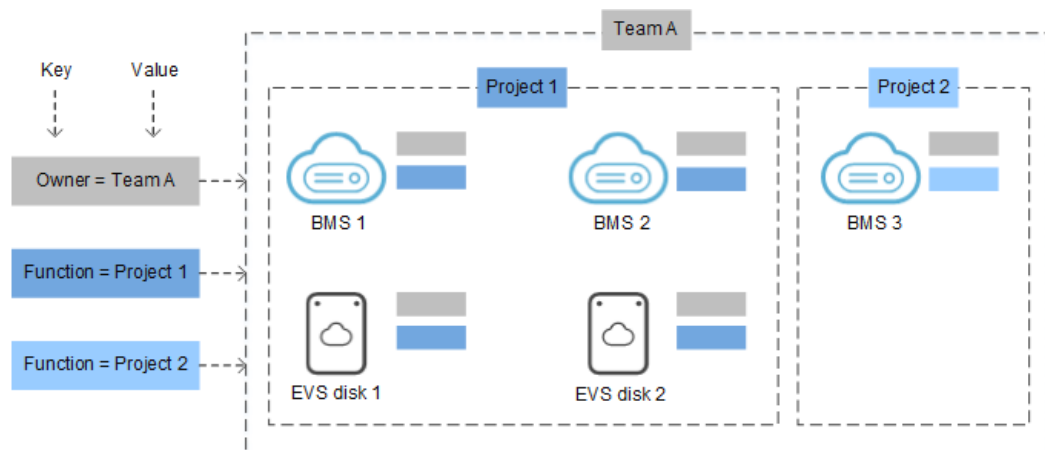 Team A
Key Value
Project 1 Project 2
Owner = Team A
BMS 1 BMS 2 BMS 3
Function = Project 1
Function = Project 2
EVS disk 1 EVS disk 2